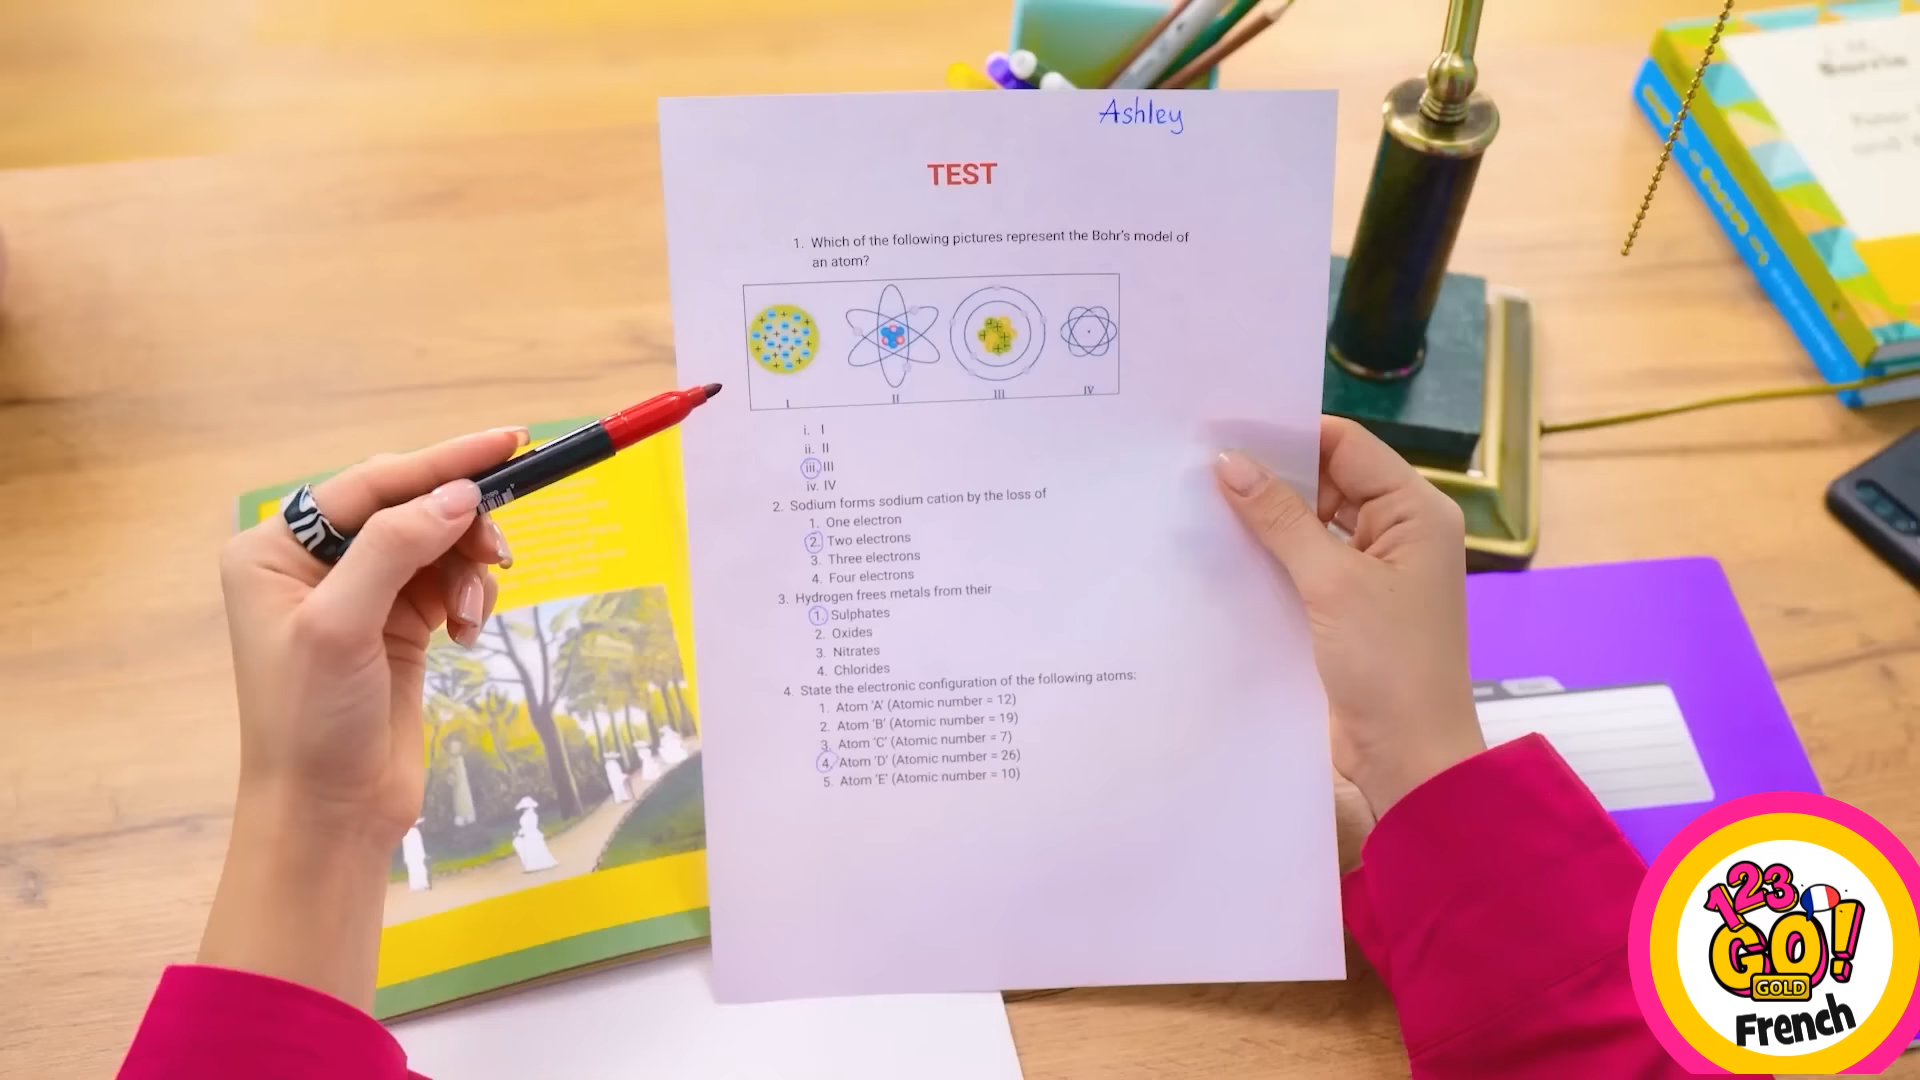 Ashley
TEST
1. Which of the following pictures represent the Bohr's model of
an atom?
I II III IV
i. I
ii. II
iii. III
iv. IV
2. Sodium forms sodium cation by the loss of
1. One electron
2. Two electrons
3. Three electrons
4. Four electrons
3. Hydrogen frees metals from their
1. Sulphates
2. Oxides
3. Nitrates
4. Chlorides
4. State the electronic configuration of the following atoms:
1. Atom 'A' (Atomic number = 12)
2. Atom 'B' (Atomic number = 19)
3. Atom 'C' (Atomic number = 7)
4. Atom 'D' (Atomic number = 26)
5. Atom 'E' (Atomic number = 10)
123
GO!
GOLD
French